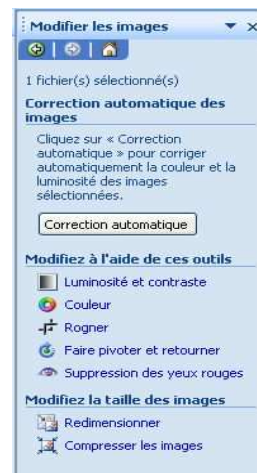 Modifier les images
1 fichier(s) sélectionné(s)
Correction automatique des
images
Cliquez sur « Correction
automatique » pour corriger
automatiquement la couleur et la
luminosité des images
sélectionnées.
Correction automatique
Modifiez à l'aide de ces outils
Luminosité et contraste
Couleur
Rogner
Faire pivoter et retourner
Suppression des yeux rouges
Modifiez la taille des images
Redimensionner
Compresser les images